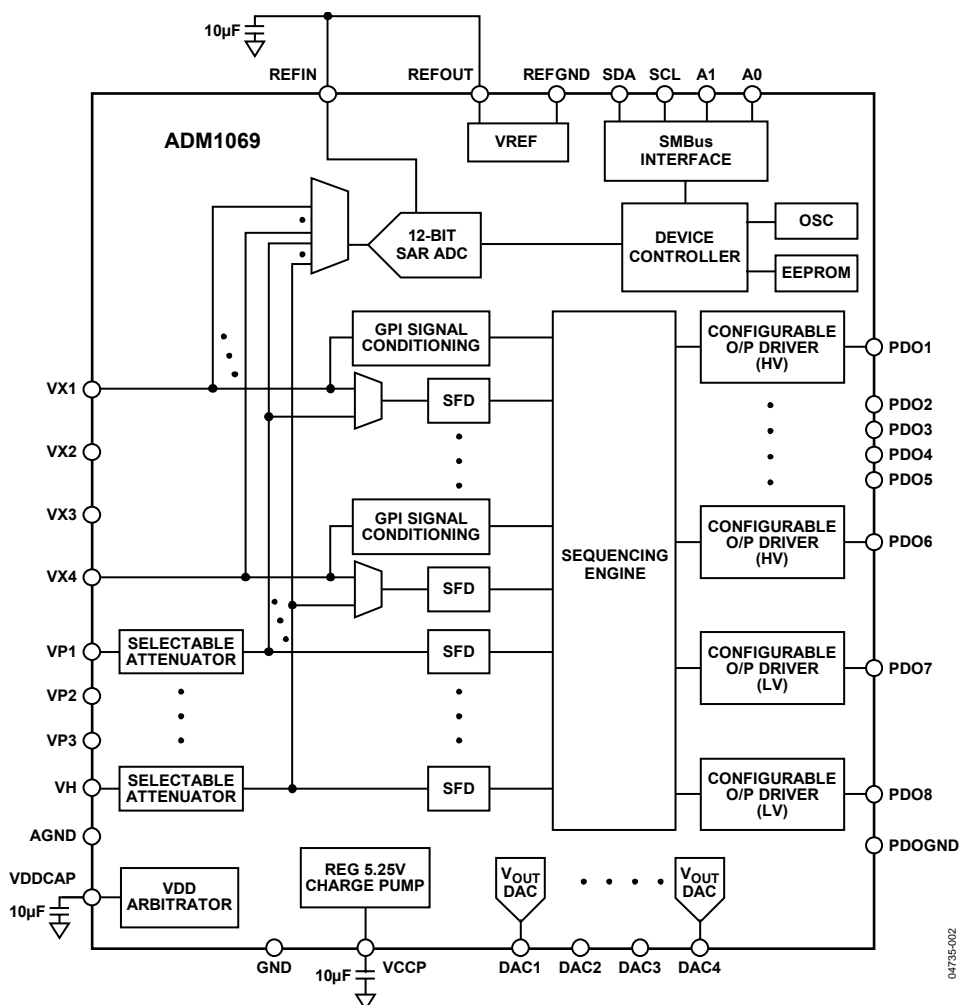 10µF
REFIN
REFOUT
REFGND
SDA
SCL
A1
A0
ADM1069
VREF
SMBus
INTERFACE
12-BIT
SAR ADC
DEVICE
CONTROLLER
OSC
EEPROM
GPI SIGNAL
CONDITIONING
CONFIGURABLE
O/P DRIVER
(HV)
PDO1
VX1
SFD
PDO2
PDO3
VX2
PDO4
PDO5
VX3
GPI SIGNAL
CONDITIONING
SEQUENCING
ENGINE
CONFIGURABLE
O/P DRIVER
(HV)
PDO6
VX4
SFD
VP1
SELECTABLE
ATTENUATOR
SFD
CONFIGURABLE
O/P DRIVER
(LV)
PDO7
VP2
VP3
VH
SELECTABLE
ATTENUATOR
SFD
CONFIGURABLE
O/P DRIVER
(LV)
PDO8
AGND
PDOGND
VDDCAP
10µF
VDD
ARBITRATOR
REG 5.25V
CHARGE PUMP
VOUT
DAC
VOUT
DAC
GND
10µF
VCCP
DAC1
DAC2
DAC3
DAC4
04735-002